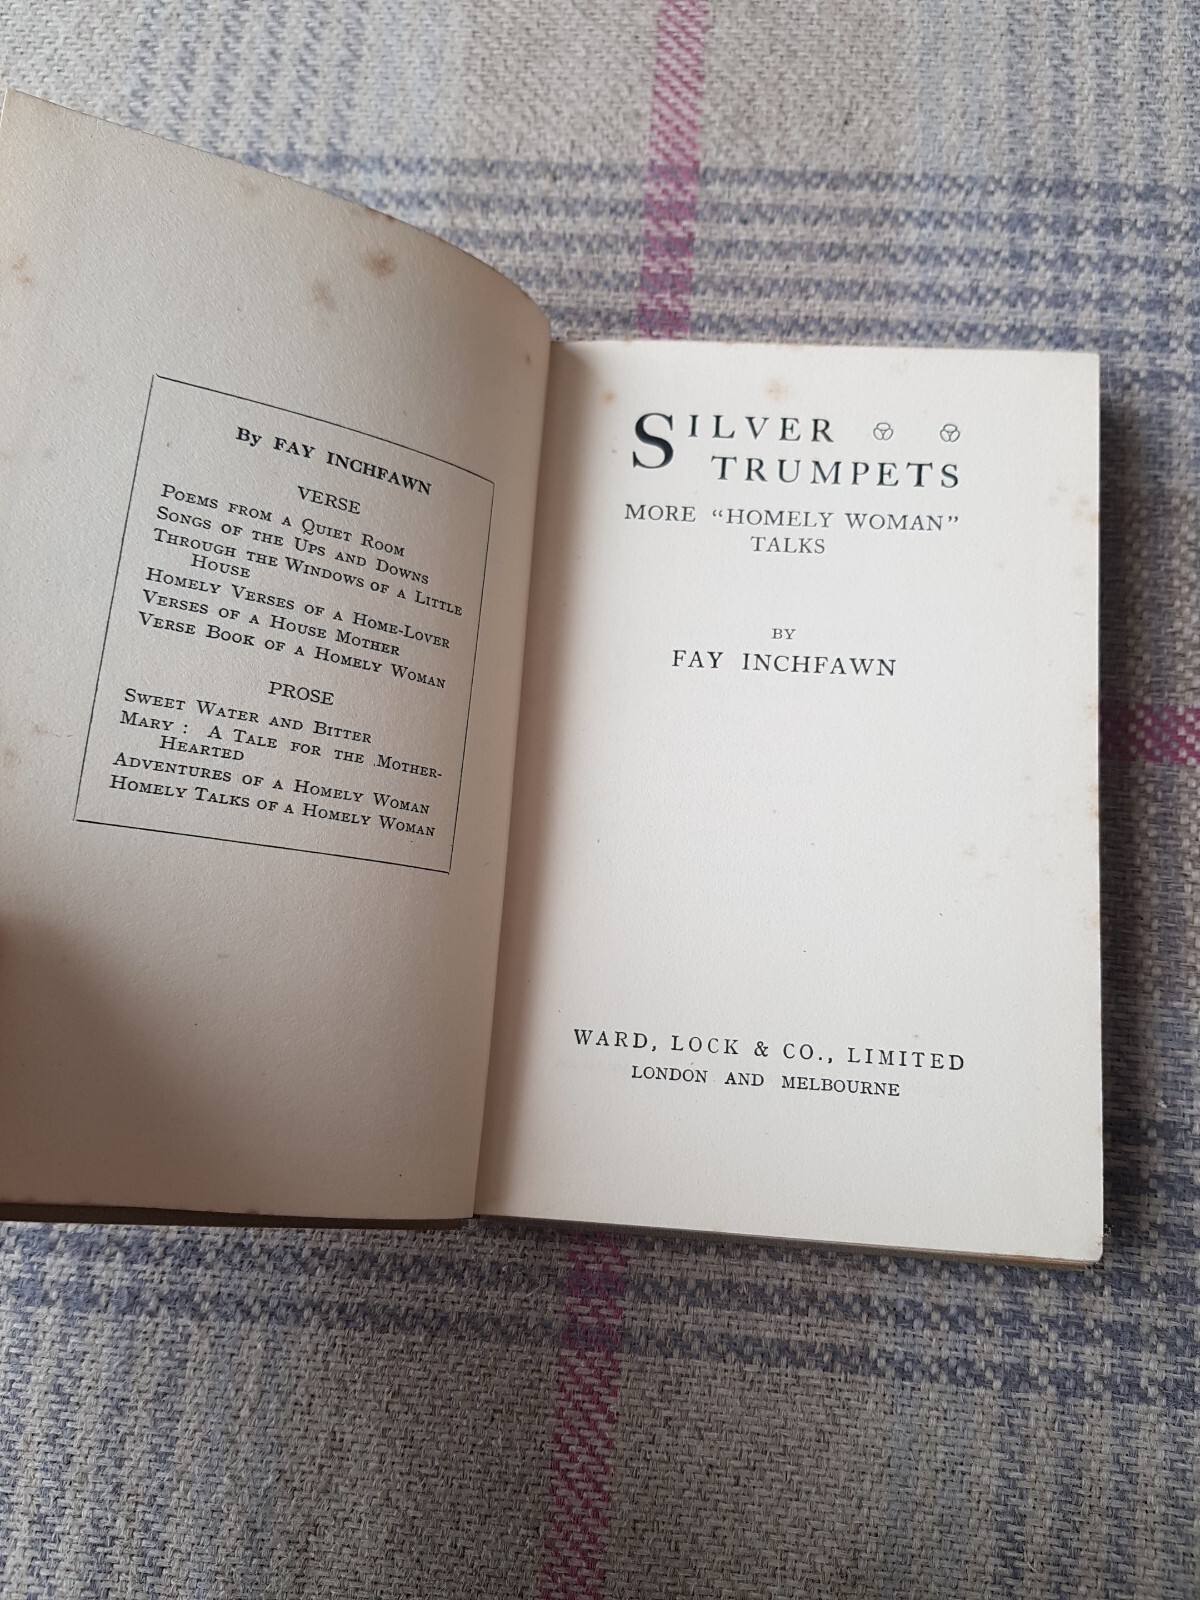 By FAY INCHFAWN
VERSE
POEMS FROM A QUIET ROOM
SONGS OF THE UPS AND DOWNS
THROUGH THE WINDOWS OF A LITTLE
HOUSE
HOMELY VERSES OF A HOME-LOVER
VERSES OF A HOUSE MOTHER
VERSE BOOK OF A HOMELY WOMAN
PROSE
SWEET WATER AND BITTER
MARY: A TALE FOR THE MOTHER-
HEARTED
ADVENTURES OF A HOMELY WOMAN
HOMELY TALKS OF A HOMELY WOMAN
SILVER
TRUMPETS
MORE "HOMELY WOMAN"
TALKS
BY
FAY INCHFAWN
WARD, LOCK & CO., LIMITED
LONDON AND MELBOURNE